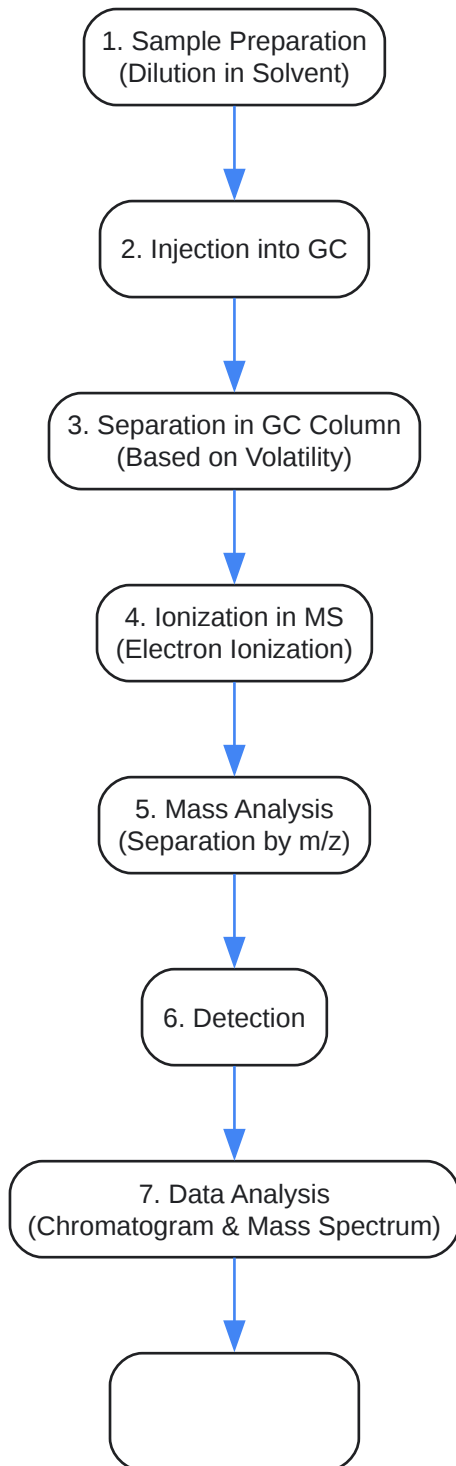 1. Sample Preparation
(Dilution in Solvent)
2. Injection into GC
3. Separation in GC Column
(Based on Volatility)
4. Ionization in MS
(Electron Ionization)
5. Mass Analysis
(Separation by m/z)
6. Detection
7. Data Analysis
(Chromatogram & Mass Spectrum)